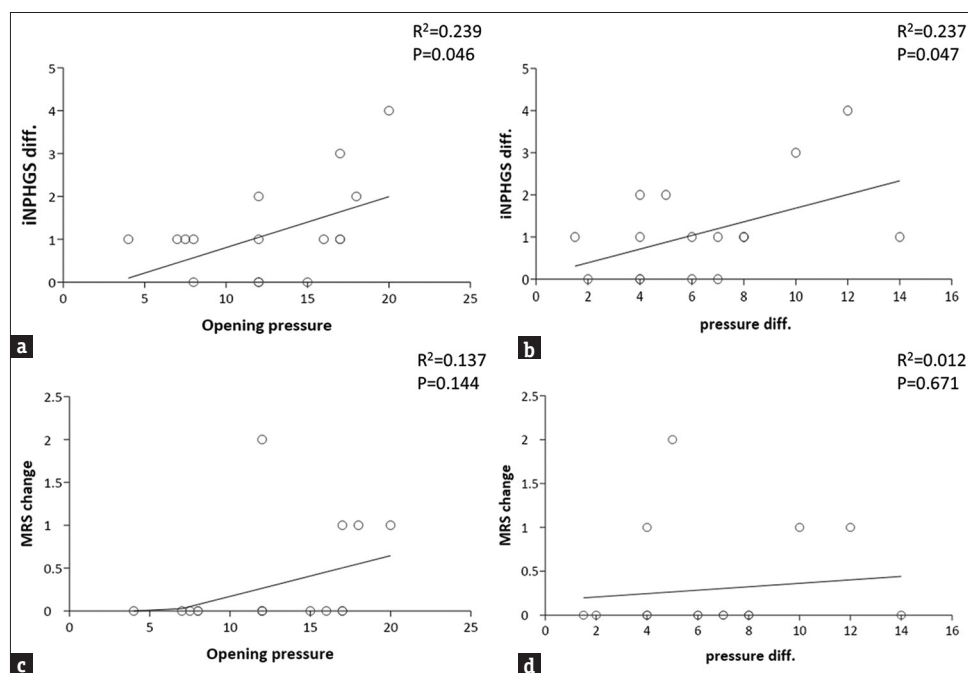 R²=0.239
P=0.046
iNPHGS diff.
5
4
3
2
1
0
0 5 10 15 20 25
Opening pressure
a
R²=0.237
P=0.047
iNPHGS diff.
5
4
3
2
1
0
0 2 4 6 8 10 12 14 16
pressure diff.
b
R²=0.137
P=0.144
MRS change
2.5
2
1.5
1
0.5
0
0 5 10 15 20 25
Opening pressure
c
R²=0.012
P=0.671
MRS change
2.5
2
1.5
1
0.5
0
0 2 4 6 8 10 12 14 16
pressure diff.
d